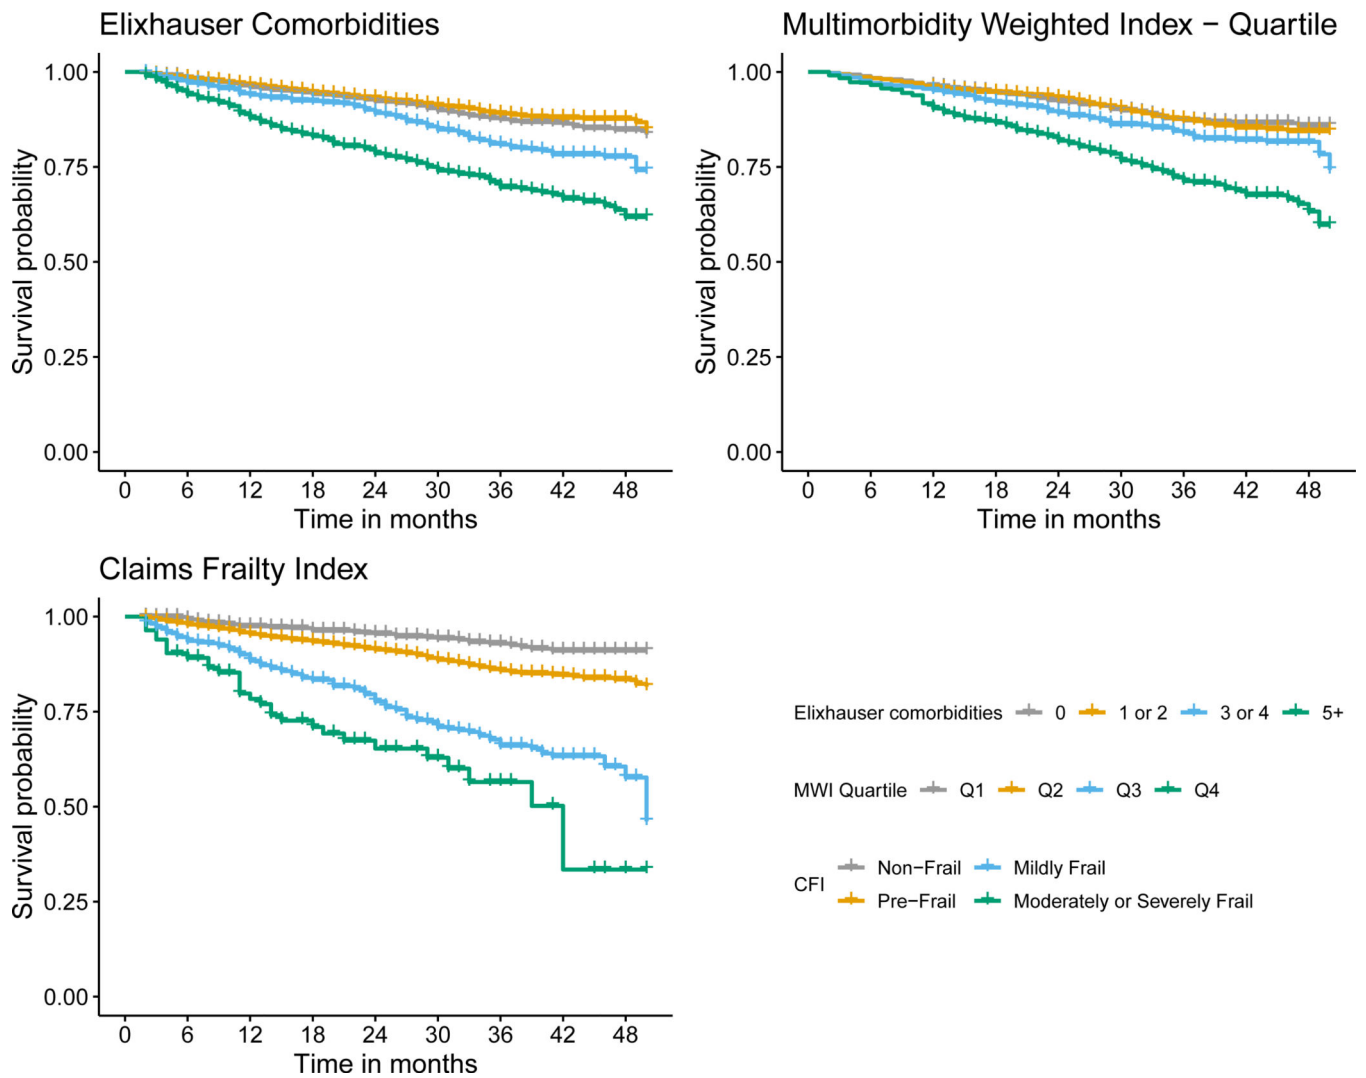 Elixhauser Comorbidities
Survival probability
1.00
0.75
0.50
0.25
0.00
0 6 12 18 24 30 36 42 48
Time in months
Multimorbidity Weighted Index − Quartile
Survival probability
1.00
0.75
0.50
0.25
0.00
0 6 12 18 24 30 36 42 48
Time in months
Claims Frailty Index
Survival probability
1.00
0.75
0.50
0.25
0.00
0 6 12 18 24 30 36 42 48
Time in months
Elixhauser comorbidities 0 1 or 2 3 or 4 5+
MWI Quartile Q1 Q2 Q3 Q4
CFI
Non−Frail Mildly Frail
Pre−Frail Moderately or Severely Frail